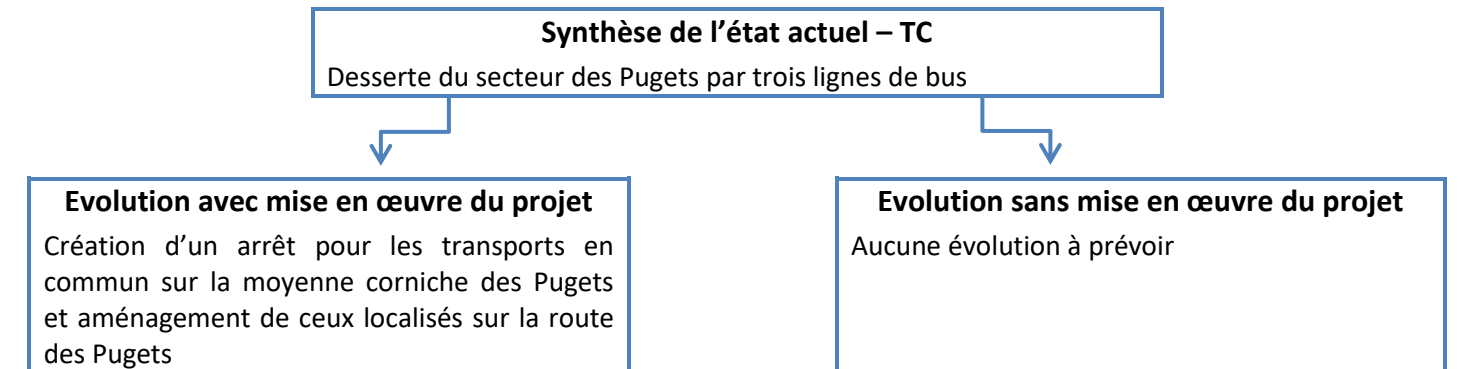 Synthèse de l’état actuel – TC
Desserte du secteur des Pugets par trois lignes de bus
Evolution avec mise en œuvre du projet
Création d’un arrêt pour les transports en
commun sur la moyenne corniche des Pugets
et aménagement de ceux localisés sur la route
des Pugets
Evolution sans mise en œuvre du projet
Aucune évolution à prévoir